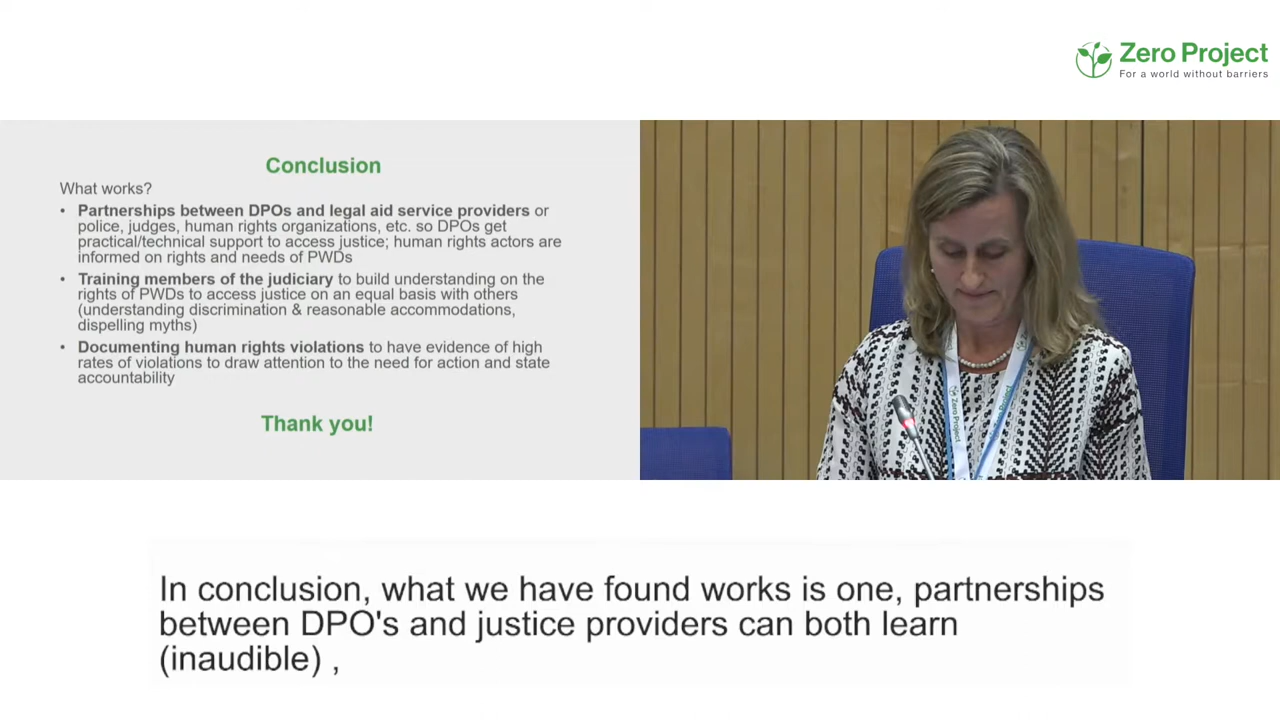 Zero Project
For a world without barriers
Conclusion
What works?
• Partnerships between DPOs and legal aid service providers or
police, judges, human rights organizations, etc. so DPOs get
practical/technical support to access justice; human rights actors are
informed on rights and needs of PWDs
• Training members of the judiciary to build understanding on the
rights of PWDs to access justice on an equal basis with others
(understanding discrimination & reasonable accommodations,
dispelling myths)
• Documenting human rights violations to have evidence of high
rates of violations to draw attention to the need for action and state
accountability
Thank you!
Zero Project
In conclusion, what we have found works is one, partnerships
between DPO's and justice providers can both learn
(inaudible) ,